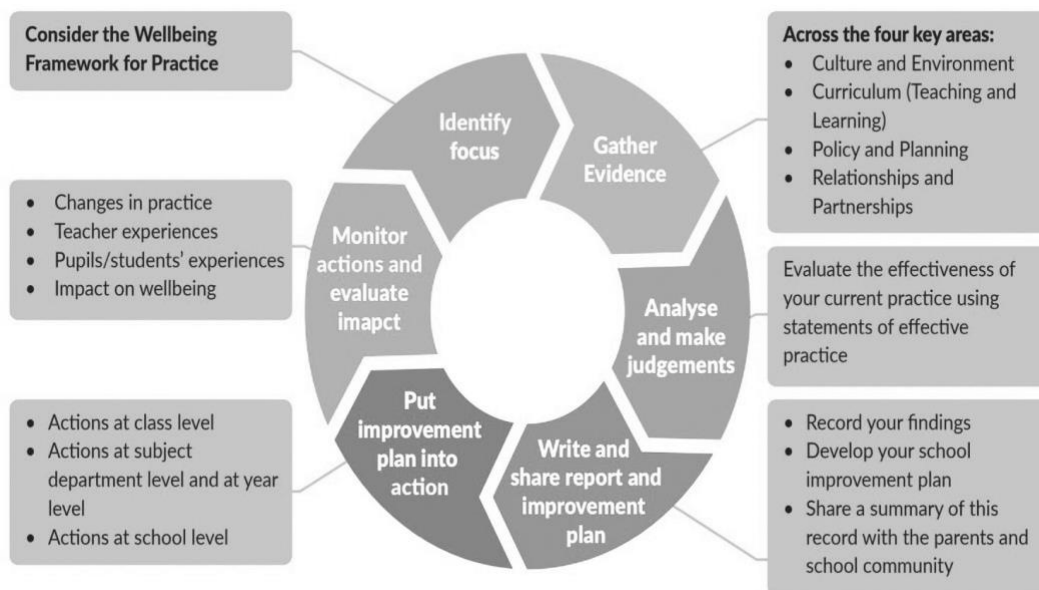 Consider the Wellbeing
Framework for Practice
Identify
focus
Gather
Evidence
Across the four key areas:
• Culture and Environment
• Curriculum (Teaching and
Learning)
• Policy and Planning
• Relationships and
Partnerships
• Changes in practice
• Teacher experiences
• Pupils/students’ experiences
• Impact on wellbeing
Monitor
actions and
evaluate
imapct
Analyse
and make
judgements
Evaluate the effectiveness of
your current practice using
statements of effective
practice
• Actions at class level
• Actions at subject
department level and at year
level
• Actions at school level
Put
improvement
plan into
action
Write and
share report and
improvement
plan
• Record your findings
• Develop your school
improvement plan
• Share a summary of this
record with the parents and
school community